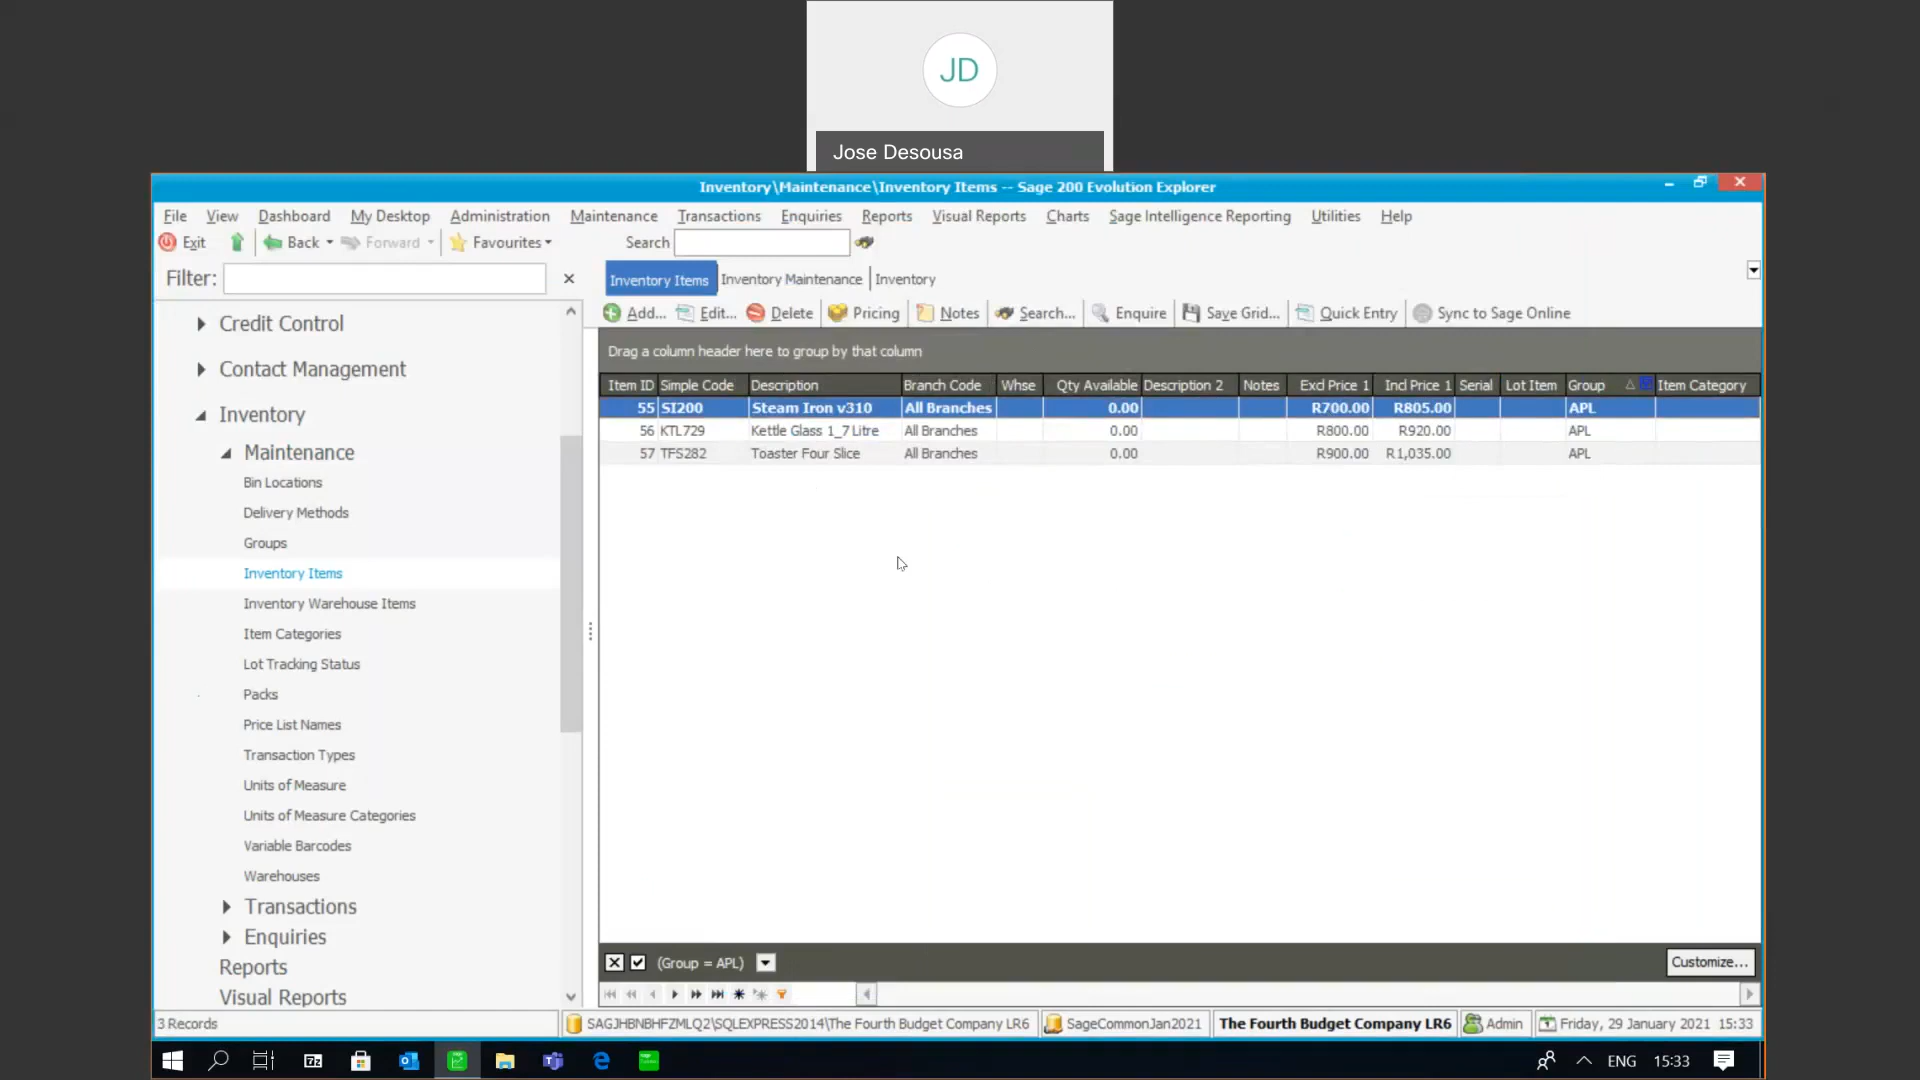 JD
Jose Desousa
Inventory\Maintenance\Inventory Items -- Sage 200 Evolution Explorer
File View Dashboard My Desktop Administration Maintenance Transactions Enquiries Reports Visual Reports Charts Sage Intelligence Reporting Utilities Help
Exit Back Forward Favourites Search
Filter:
Inventory Items Inventory Maintenance Inventory
Add... Edit... Delete Pricing Notes Search... Enquire Save Grid... Quick Entry Sync to Sage Online
Drag a column header here to group by that column
Item ID Simple Code Description Branch Code Whse Qty Available Description 2 Notes Excl Price 1 Incl Price 1 Serial Lot Item Group Item Category
55 SI200 Steam Iron v310 All Branches 0.00 R700.00 R805.00 APL
56 KTL729 Kettle Glass 1_7 Litre All Branches 0.00 R800.00 R920.00 APL
57 TFS282 Toaster Four Slice All Branches 0.00 R900.00 R1,035.00 APL
Credit Control
Contact Management
Inventory
Maintenance
Bin Locations
Delivery Methods
Groups
Inventory Items
Inventory Warehouse Items
Item Categories
Lot Tracking Status
Packs
Price List Names
Transaction Types
Units of Measure
Units of Measure Categories
Variable Barcodes
Warehouses
Transactions
Enquiries
Reports
Visual Reports
(Group = APL)
Customize...
3 Records SAGJHBNBHFZMLQ2\SQLEXPRESS2014\The Fourth Budget Company LR6 SageCommonJan2021 The Fourth Budget Company LR6 Admin Friday, 29 January 2021 15:33
ENG 15:33